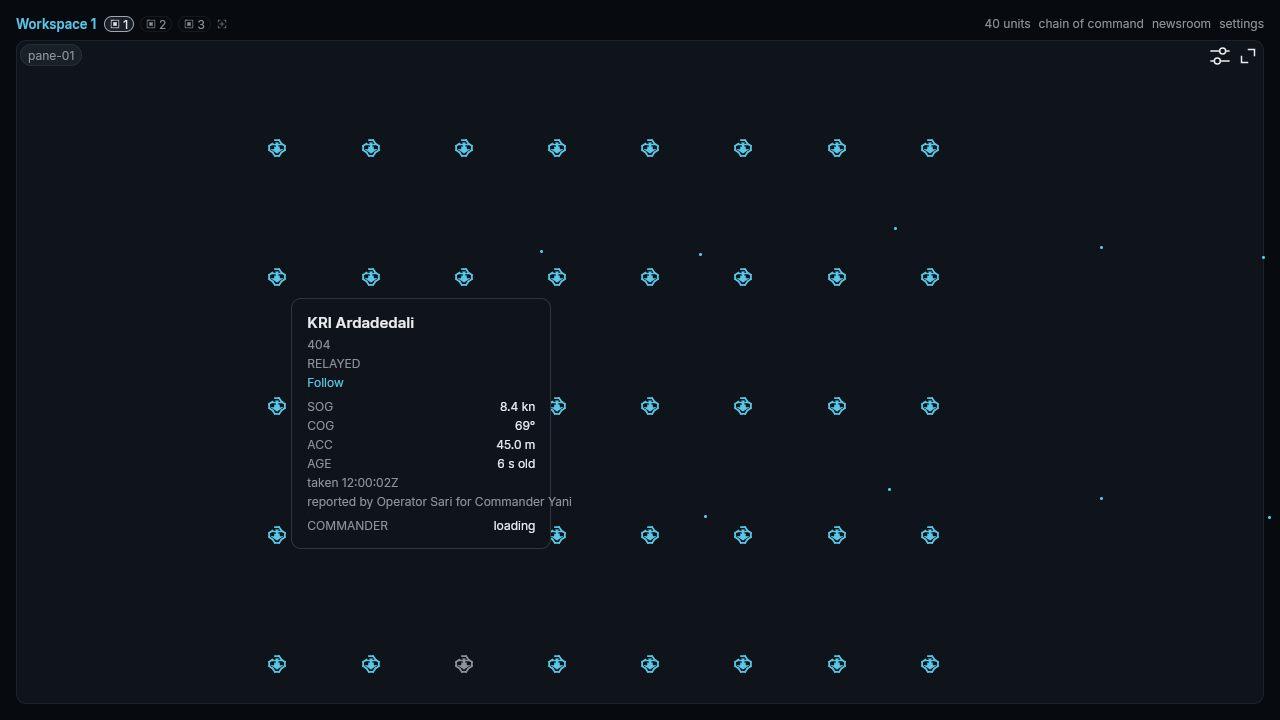 Workspace 1 1 2 3 40 units chain of command newsroom settings
pane-01
KRI Ardadedali
404
RELAYED
Follow
SOG 8.4 kn
COG 69°
ACC 45.0 m
AGE 6 s old
taken 12:00:02Z
reported by Operator Sari for Commander Yani
COMMANDER loading